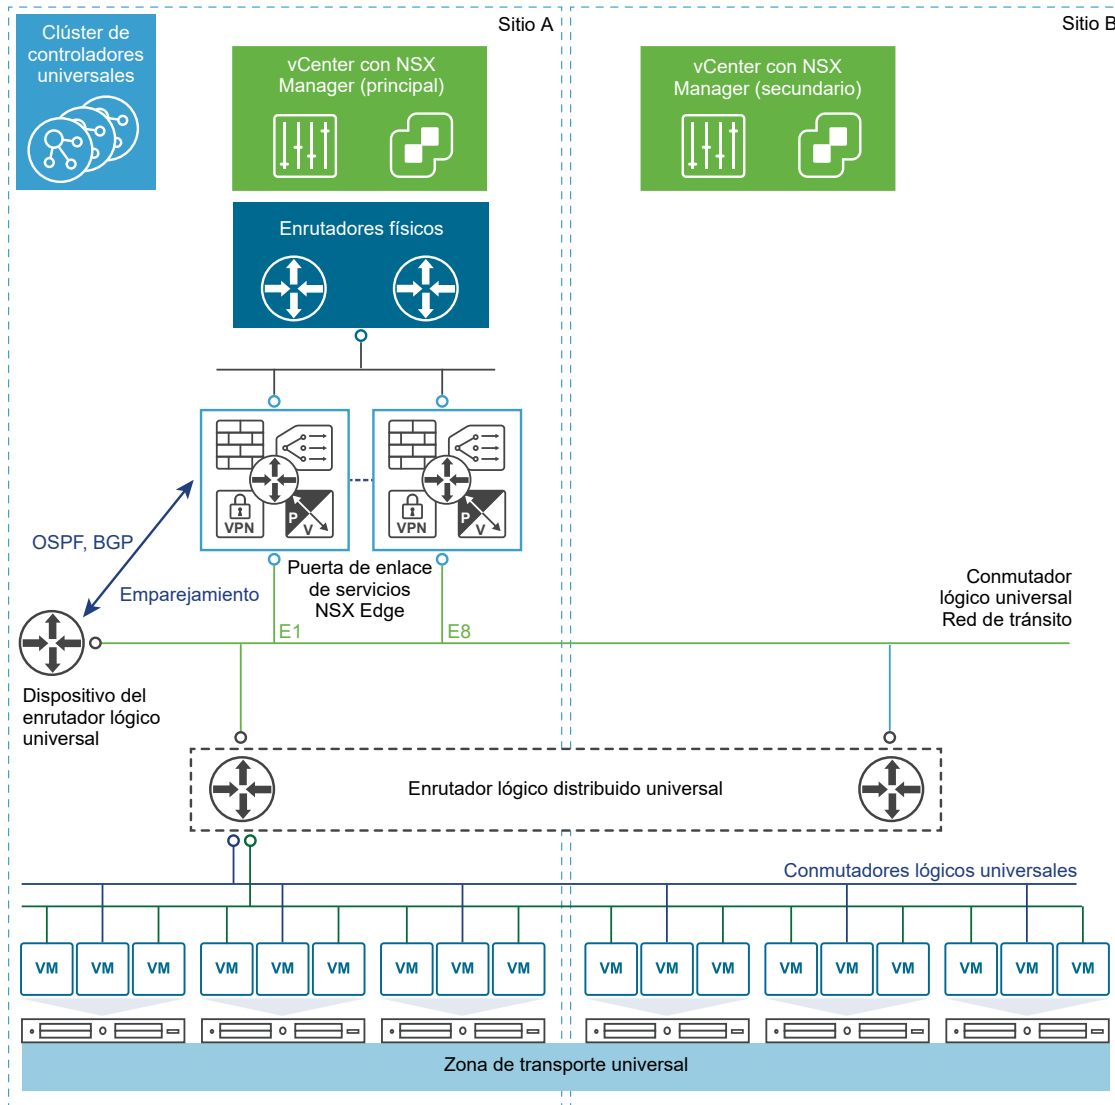 Sitio A
Sitio B
Clúster de
controladores
universales
vCenter con NSX
Manager (principal)
vCenter con NSX
Manager (secundario)
Enrutadores físicos
VPN
P
V
VPN
P
V
OSPF, BGP
Emparejamiento
Puerta de enlace
de servicios
NSX Edge
E1
E8
Conmutador
lógico universal
Red de tránsito
Dispositivo del
enrutador lógico
universal
Enrutador lógico distribuido universal
Conmutadores lógicos universales
VM VM VM VM VM VM VM VM VM VM VM VM VM VM VM VM VM VM
Zona de transporte universal